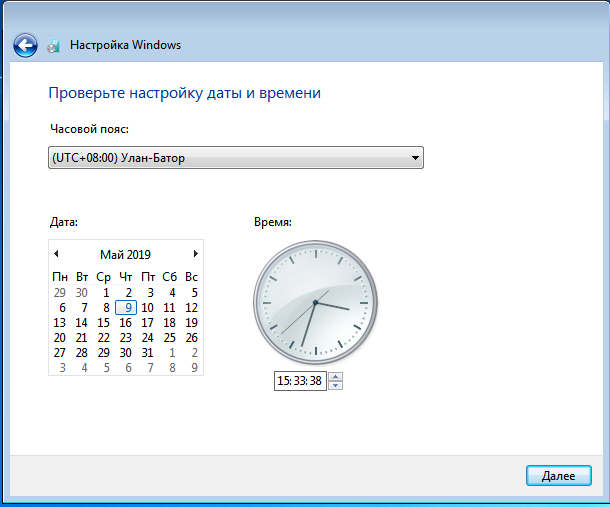 Настройка Windows
Проверьте настройку даты и времени
Часовой пояс:
(UTC+08:00) Улан-Батор
Дата:
Время:
Май 2019
Пн Вт Ср Чт Пт Сб Вс
29 30 1 2 3 4 5
6 7 8 9 10 11 12
13 14 15 16 17 18 19
20 21 22 23 24 25 26
27 28 29 30 31 1 2
3 4 5 6 7 8 9
15:33:38
Далее